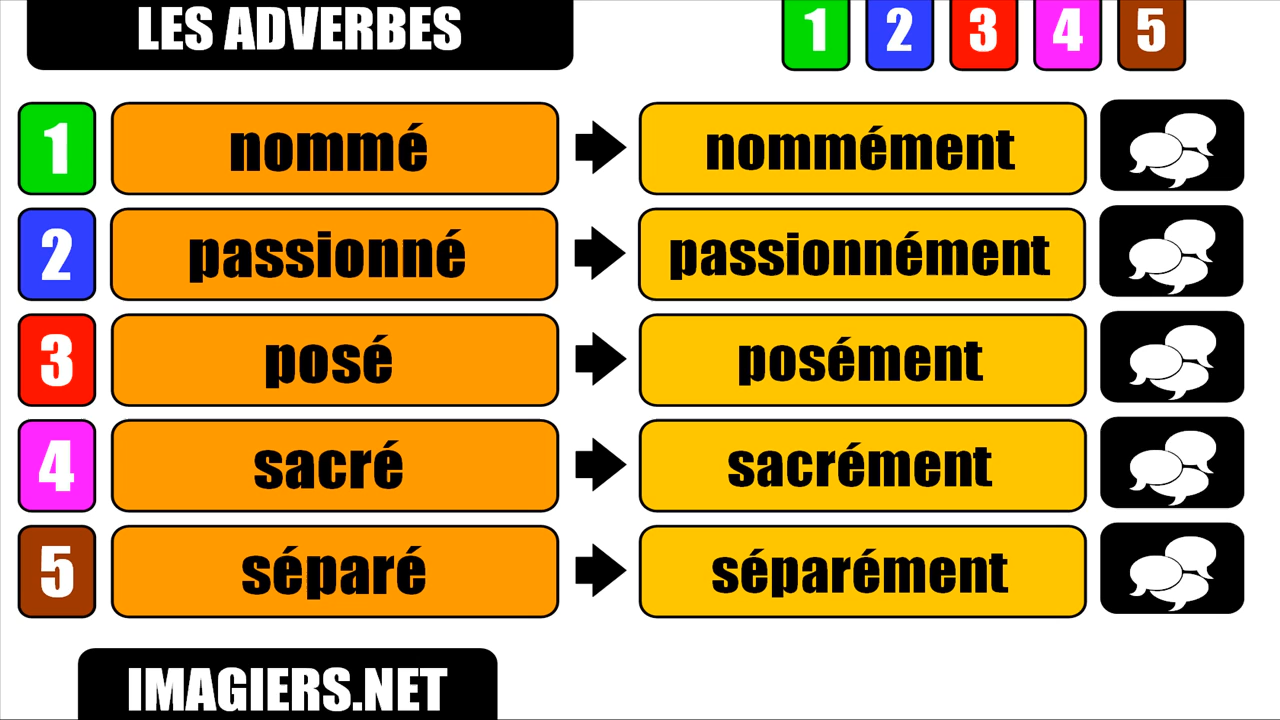 LES ADVERBES
1 2 3 4 5
1 nommé nommément
2 passionné passionnément
3 posé posément
4 sacré sacrément
5 séparé séparément
IMAGIERS.NET